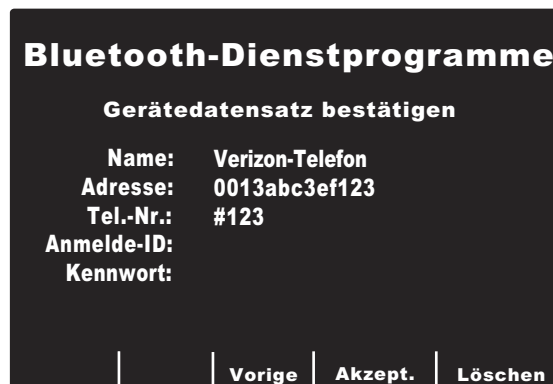 Bluetooth-Dienstprogramme
Gerätedatensatz bestätigen
Name: Verizon-Telefon
Adresse: 0013abc3ef123
Tel.-Nr.: #123
Anmelde-ID:
Kennwort:
Vorige Akzept. Löschen